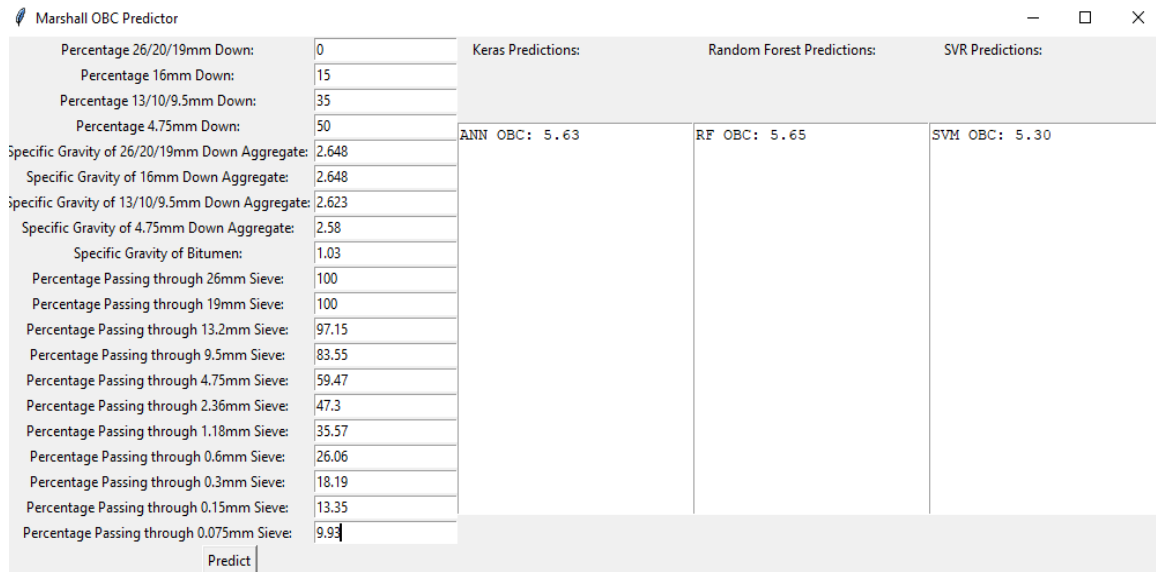 Marshall OBC Predictor
Percentage 26/20/19mm Down: 0
Percentage 16mm Down: 15
Percentage 13/10/9.5mm Down: 35
Percentage 4.75mm Down: 50
Specific Gravity of 26/20/19mm Down Aggregate: 2.648
Specific Gravity of 16mm Down Aggregate: 2.648
Specific Gravity of 13/10/9.5mm Down Aggregate: 2.623
Specific Gravity of 4.75mm Down Aggregate: 2.58
Specific Gravity of Bitumen: 1.03
Percentage Passing through 26mm Sieve: 100
Percentage Passing through 19mm Sieve: 100
Percentage Passing through 13.2mm Sieve: 97.15
Percentage Passing through 9.5mm Sieve: 83.55
Percentage Passing through 4.75mm Sieve: 59.47
Percentage Passing through 2.36mm Sieve: 47.3
Percentage Passing through 1.18mm Sieve: 35.57
Percentage Passing through 0.6mm Sieve: 26.06
Percentage Passing through 0.3mm Sieve: 18.19
Percentage Passing through 0.15mm Sieve: 13.35
Percentage Passing through 0.075mm Sieve: 9.93
Predict
Keras Predictions:
ANN OBC: 5.63
Random Forest Predictions:
RF OBC: 5.65
SVR Predictions:
SVM OBC: 5.30